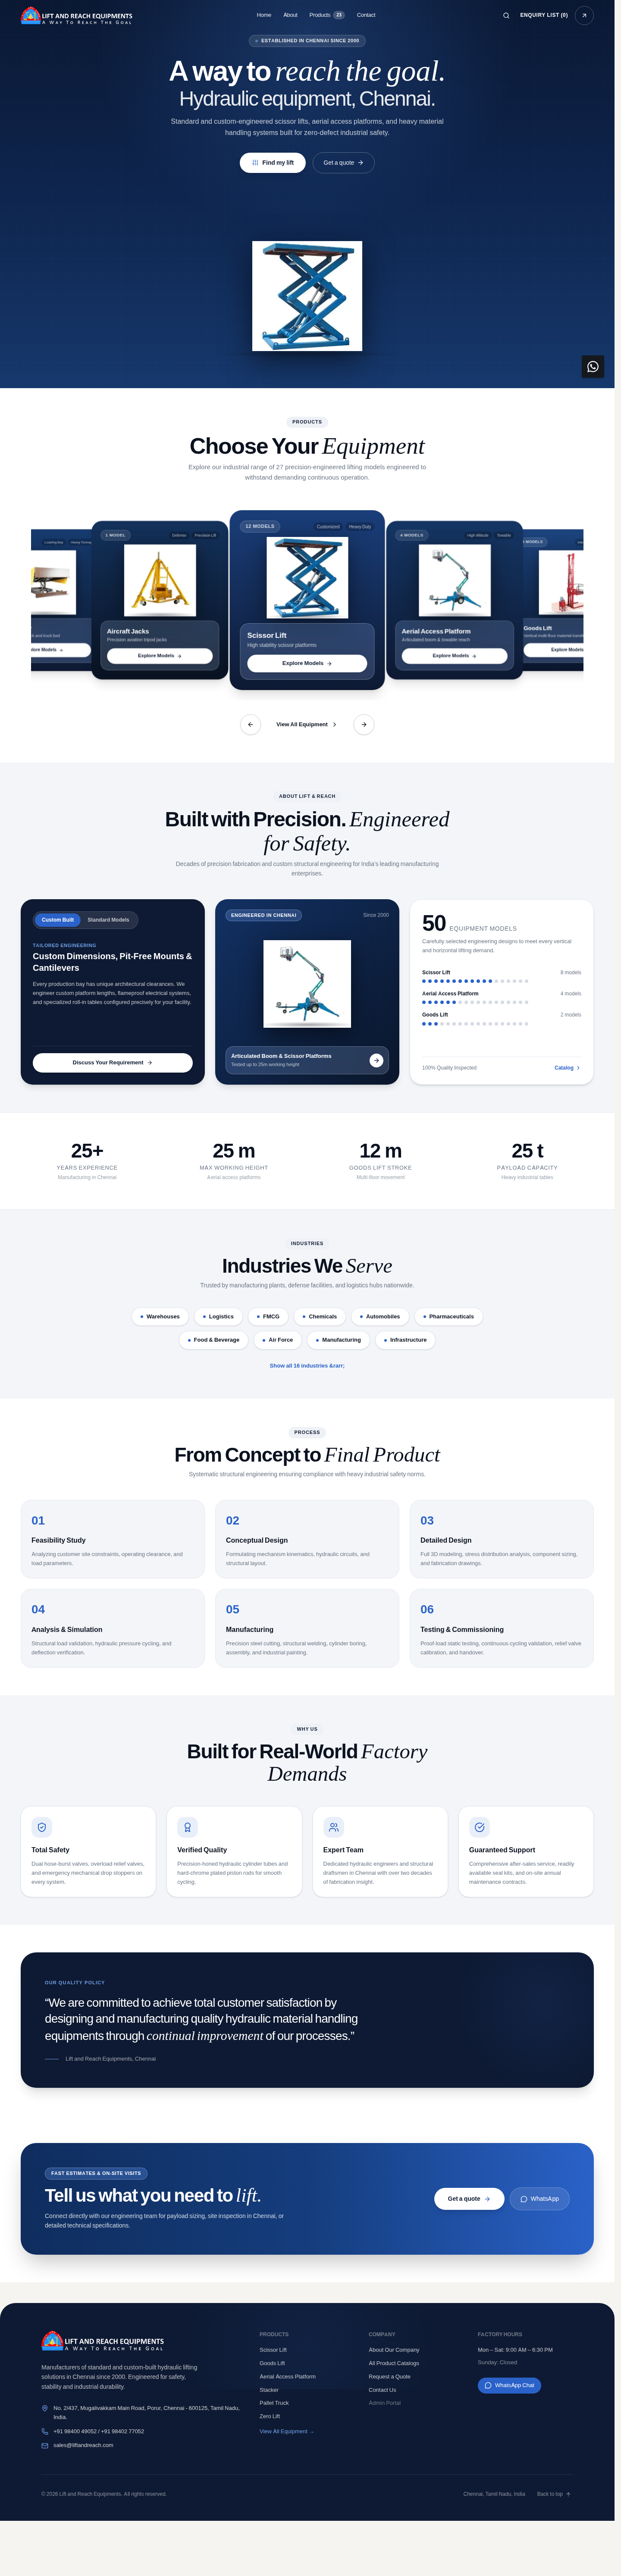 LIFT AND REACH EQUIPMENTS
A Way To Reach The Goal
Home
About
Products 23
Contact
ENQUIRY LIST (0)
ESTABLISHED IN CHENNAI SINCE 2000
A way to reach the goal.
Hydraulic equipment, Chennai.
Standard and custom-engineered scissor lifts, aerial access platforms, and heavy material
handling systems built for zero-defect industrial safety.
Find my lift
Get a quote
PRODUCTS
Choose Your Equipment
Explore our industrial range of 27 precision-engineered lifting models engineered to
withstand demanding continuous operation.
1 MODEL
Defense
Precision Lift
Aircraft Jacks
Precision aviation tripod jacks
Explore Models
12 MODELS
Customized
Heavy Duty
Scissor Lift
High stability scissor platforms
Explore Models
4 MODELS
High Altitude
Towable
Aerial Access Platform
Articulated boom & towable reach
Explore Models
MODELS
Goods Lift
Explore Models
View All Equipment
ABOUT LIFT & REACH
Built with Precision. Engineered
for Safety.
Decades of precision fabrication and custom structural engineering for India's leading manufacturing
enterprises.
Custom Built
Standard Models
TAILORED ENGINEERING
Custom Dimensions, Pit-Free Mounts &
Cantilevers
Every production bay has unique architectural clearances. We
engineer custom platform lengths, flameproof electrical systems,
and specialized roll-in tables configured precisely for your facility.
Discuss Your Requirement
ENGINEERED IN CHENNAI
Since 2000
Articulated Boom & Scissor Platforms
Tested up to 25m working height
50 EQUIPMENT MODELS
Carefully selected engineering designs to meet every vertical
and horizontal lifting demand.
Scissor Lift
8 models
Aerial Access Platform
4 models
Goods Lift
2 models
100% Quality Inspected
Catalog
25+
YEARS EXPERIENCE
Manufacturing in Chennai
25 m
MAX WORKING HEIGHT
Aerial access platforms
12 m
GOODS LIFT STROKE
Multi-floor movement
25 t
PAYLOAD CAPACITY
Heavy industrial tables
INDUSTRIES
Industries We Serve
Trusted by manufacturing plants, defense facilities, and logistics hubs nationwide.
Warehouses
Logistics
FMCG
Chemicals
Automobiles
Pharmaceuticals
Food & Beverage
Air Force
Manufacturing
Infrastructure
Show all 16 industries &rarr;
PROCESS
From Concept to Final Product
Systematic structural engineering ensuring compliance with heavy industrial safety norms.
01
Feasibility Study
Analyzing customer site constraints, operating clearance, and
load parameters.
02
Conceptual Design
Formulating mechanism kinematics, hydraulic circuits, and
structural layout.
03
Detailed Design
Full 3D modeling, stress distribution analysis, component sizing,
and fabrication drawings.
04
Analysis & Simulation
Structural load validation, hydraulic pressure cycling, and
deflection verification.
05
Manufacturing
Precision steel cutting, structural welding, cylinder boring,
assembly, and industrial painting.
06
Testing & Commissioning
Proof-load static testing, continuous cycling validation, relief valve
calibration, and handover.
WHY US
Built for Real-World Factory
Demands
Total Safety
Dual hose-burst valves, overload relief valves,
and emergency mechanical drop stoppers on
every system.
Verified Quality
Precision-honed hydraulic cylinder tubes and
hard-chrome plated piston rods for smooth
cycling.
Expert Team
Dedicated hydraulic engineers and structural
draftsmen in Chennai with over two decades
of fabrication insight.
Guaranteed Support
Comprehensive after-sales service, readily
available seal kits, and on-site annual
maintenance contracts.
OUR QUALITY POLICY
“We are committed to achieve total customer satisfaction by
designing and manufacturing quality hydraulic material handling
equipments through continual improvement of our processes.”
Lift and Reach Equipments, Chennai
FAST ESTIMATES & ON-SITE VISITS
Tell us what you need to lift.
Connect directly with our engineering team for payload sizing, site inspection in Chennai, or
detailed technical specifications.
Get a quote
WhatsApp
LIFT AND REACH EQUIPMENTS
A Way To Reach The Goal
Manufacturers of standard and custom-built hydraulic lifting
solutions in Chennai since 2000. Engineered for safety,
stability and industrial durability.
No. 2/437, Mugalivakkam Main Road, Porur, Chennai - 600125, Tamil Nadu,
India.
+91 98400 49052 / +91 98402 77052
sales@liftandreach.com
PRODUCTS
Scissor Lift
Goods Lift
Aerial Access Platform
Stacker
Pallet Truck
Zero Lift
View All Equipment →
COMPANY
About Our Company
All Product Catalogs
Request a Quote
Contact Us
Admin Portal
FACTORY HOURS
Mon – Sat: 9:00 AM – 6:30 PM
Sunday: Closed
WhatsApp Chat
© 2026 Lift and Reach Equipments. All rights reserved.
Chennai, Tamil Nadu, India
Back to top